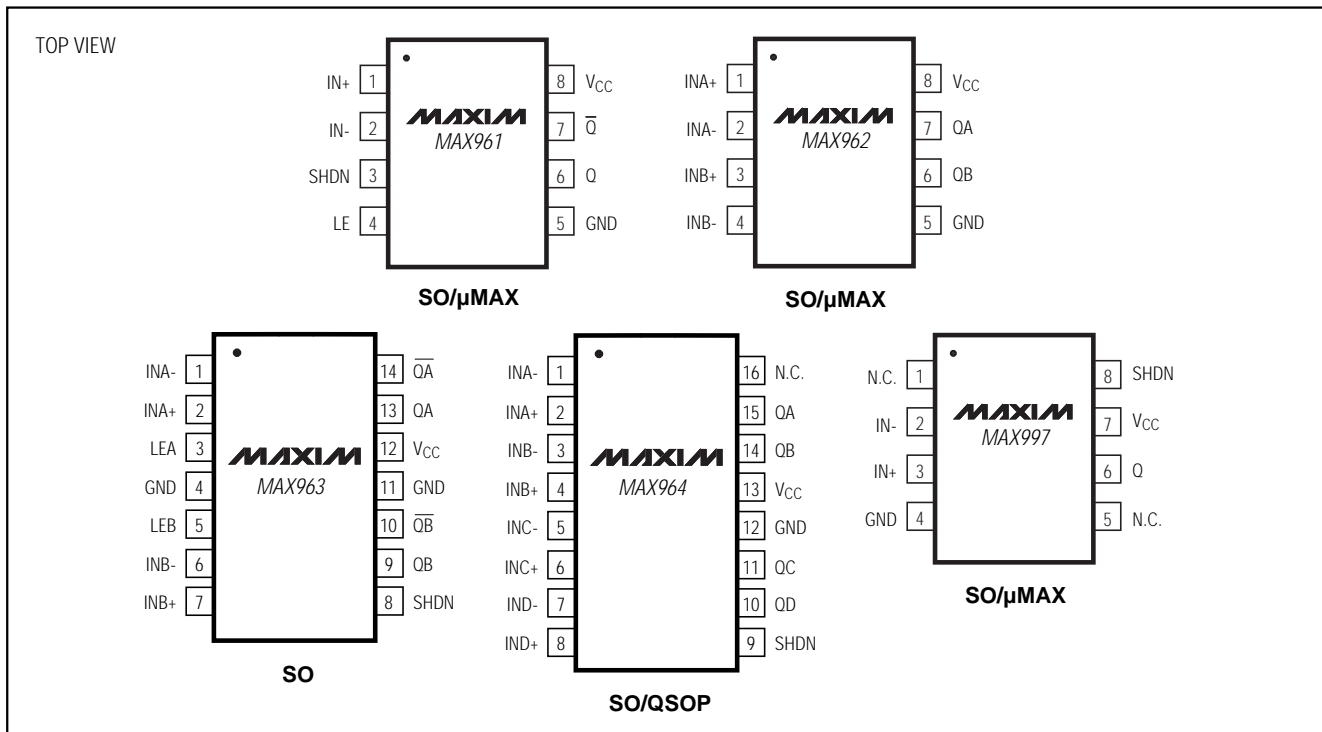 TOP VIEW
IN+ 1
IN- 2
SHDN 3
LE 4
MAXIM
MAX961
8 VCC
7 Q̅
6 Q
5 GND
SO/µMAX
INA+ 1
INA- 2
INB+ 3
INB- 4
MAXIM
MAX962
8 VCC
7 QA
6 QB
5 GND
SO/µMAX
INA- 1
INA+ 2
LEA 3
GND 4
LEB 5
INB- 6
INB+ 7
MAXIM
MAX963
14 Q̅A̅
13 QA
12 VCC
11 GND
10 Q̅B̅
9 QB
8 SHDN
SO
INA- 1
INA+ 2
INB- 3
INB+ 4
INC- 5
INC+ 6
IND- 7
IND+ 8
MAXIM
MAX964
16 N.C.
15 QA
14 QB
13 VCC
12 GND
11 QC
10 QD
9 SHDN
SO/QSOP
N.C. 1
IN- 2
IN+ 3
GND 4
MAXIM
MAX997
8 SHDN
7 VCC
6 Q
5 N.C.
SO/µMAX